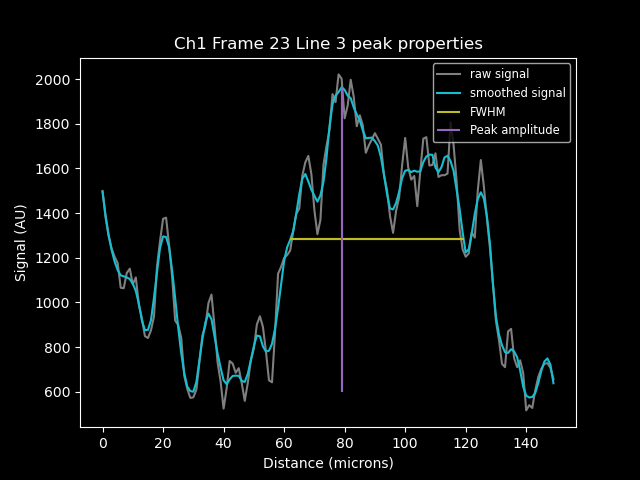 Ch1 Frame 23 Line 3 peak properties
raw signal
smoothed signal
FWHM
Peak amplitude
Signal (AU)
2000
1800
1600
1400
1200
1000
800
600
0 20 40 60 80 100 120 140
Distance (microns)